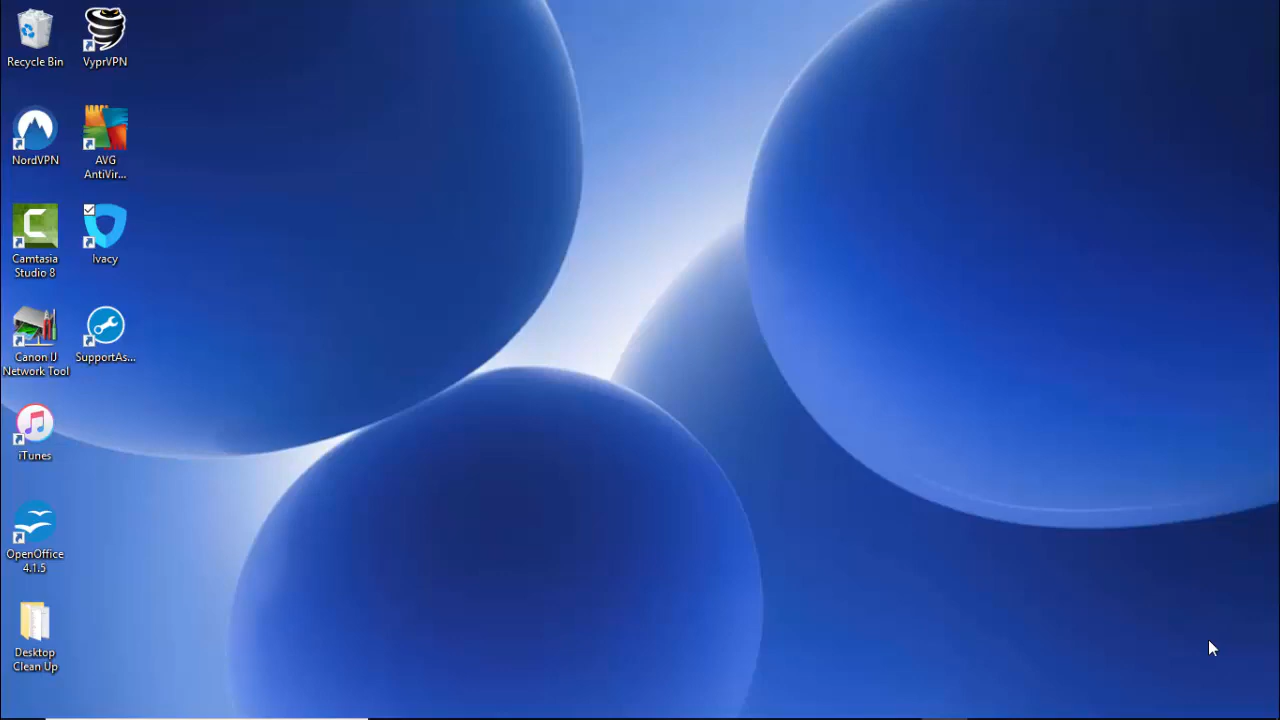 Recycle Bin
VyprVPN
NordVPN
AVG
AntiVir...
Camtasia
Studio 8
Ivacy
Canon IJ
Network Tool
SupportAs...
iTunes
OpenOffice
4.1.5
Desktop
Clean Up